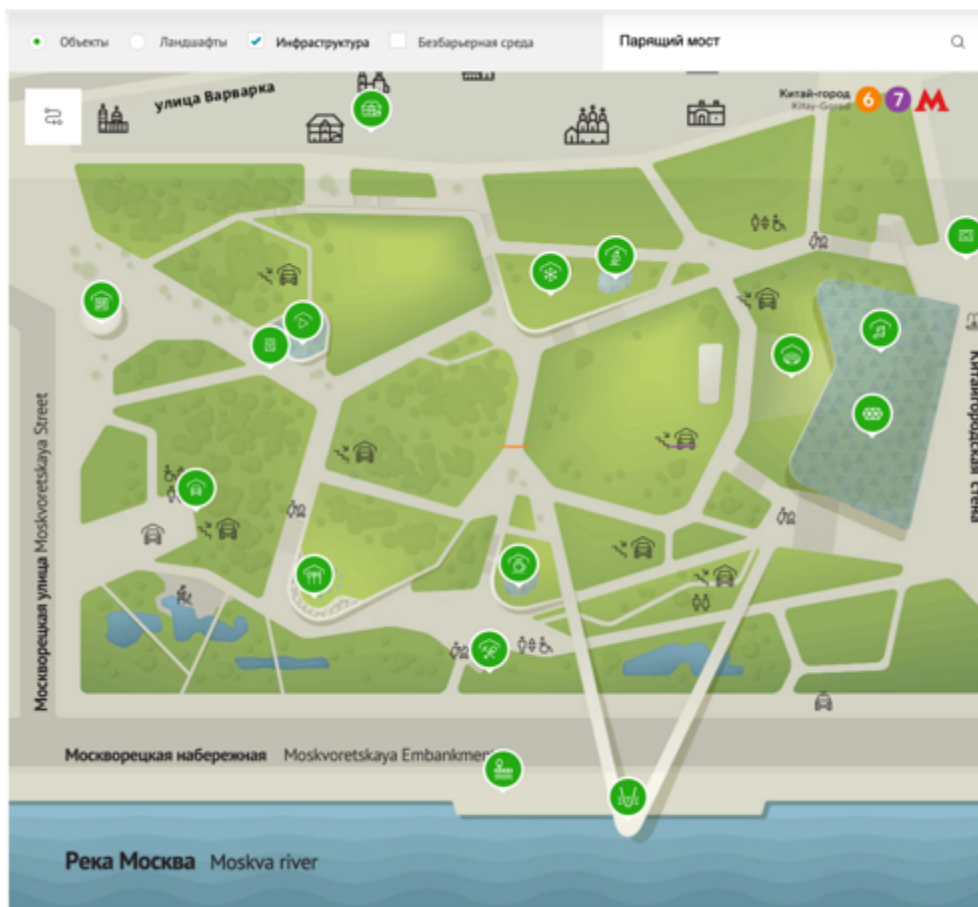 Объекты Ландшафты Инфраструктура Безбарьерная среда Парящий мост
улица Варварка
Китай-город 6 7 М
Kitay-Gorod
Китайгородская стена
Москворецкая улица Moskvoretskaya Street
Москворецкая набережная Moskvoretskaya Embankment
Река Москва Moskva river